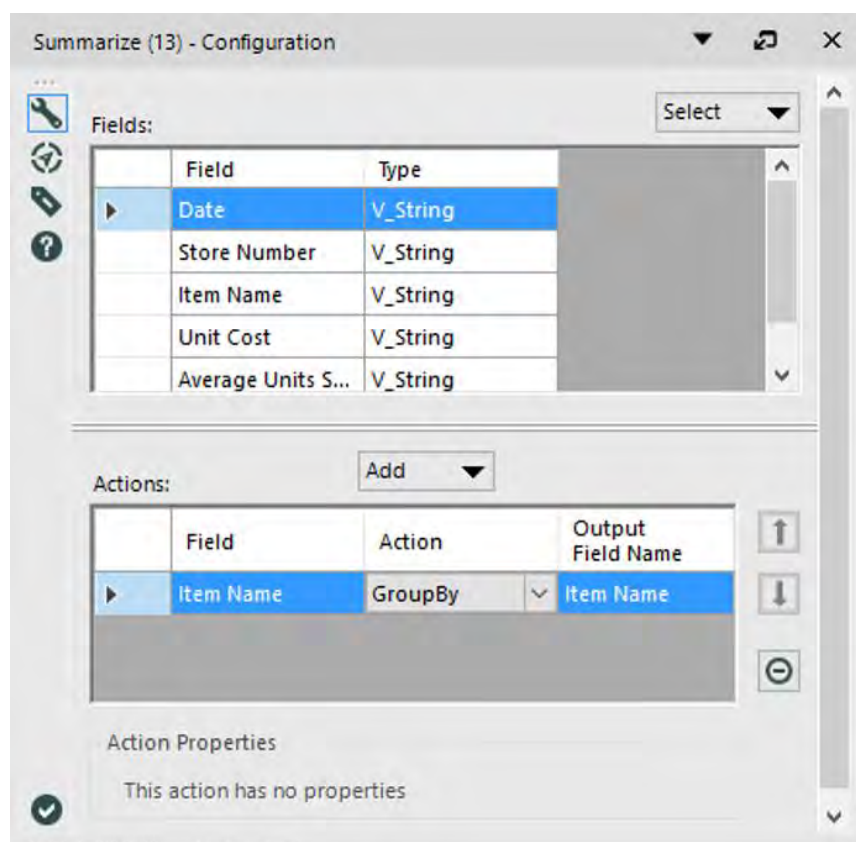 Summarize (13) - Configuration
Fields:
Select
Field Type
Date V_String
Store Number V_String
Item Name V_String
Unit Cost V_String
Average Units S... V_String
Actions:
Add
Field Action Output Field Name
Item Name GroupBy Item Name
Action Properties
This action has no properties